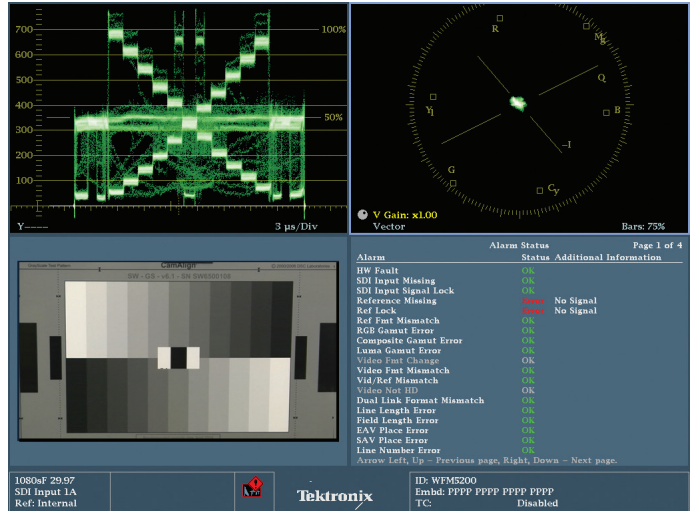 700
600
500
400
300
200
100
100%
50%
Y----
3 µs/Div
R
Mg
Q
B
Yl
-I
G
Cy
V Gain: x1.00
Vector
Bars: 75%
CamAlign
SW - GS - v6.1 - SN SW5500108
Alarm Status Page 1 of 4
Alarm Status Additional Information
HW Fault OK
SDI Input Missing OK
SDI Input Signal Lock OK
Reference Missing No Signal
Ref Lock No Signal
Ref Fmt Mismatch OK
RGB Gamut Error OK
Composite Gamut Error OK
Luma Gamut Error OK
Video Fmt Change OK
Video Fmt Mismatch OK
Vid/Ref Mismatch OK
Video Not HD OK
Dual Link Format Mismatch OK
Line Length Error OK
Field Length Error OK
EAV Place Error OK
SAV Place Error OK
Line Number Error OK
Arrow Left, Up - Previous page, Right, Down - Next page.
1080sF 29.97
SDI Input 1A
Ref: Internal
Tektronix
ID: WFM5200
Embd: PPPP PPPP PPPP PPPP
TC: Disabled